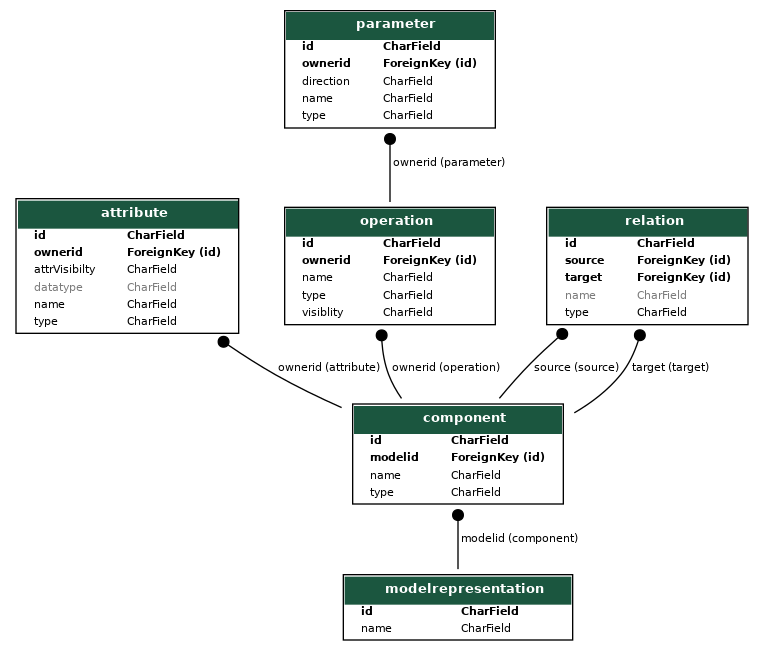 parameter
id CharField
ownerid ForeignKey (id)
direction CharField
name CharField
type CharField
ownerid (parameter)
attribute
id CharField
ownerid ForeignKey (id)
attrVisibilty CharField
datatype CharField
name CharField
type CharField
operation
id CharField
ownerid ForeignKey (id)
name CharField
type CharField
visiblity CharField
relation
id CharField
source ForeignKey (id)
target ForeignKey (id)
name CharField
type CharField
ownerid (attribute)
ownerid (operation)
source (source)
target (target)
component
id CharField
modelid ForeignKey (id)
name CharField
type CharField
modelid (component)
modelrepresentation
id CharField
name CharField